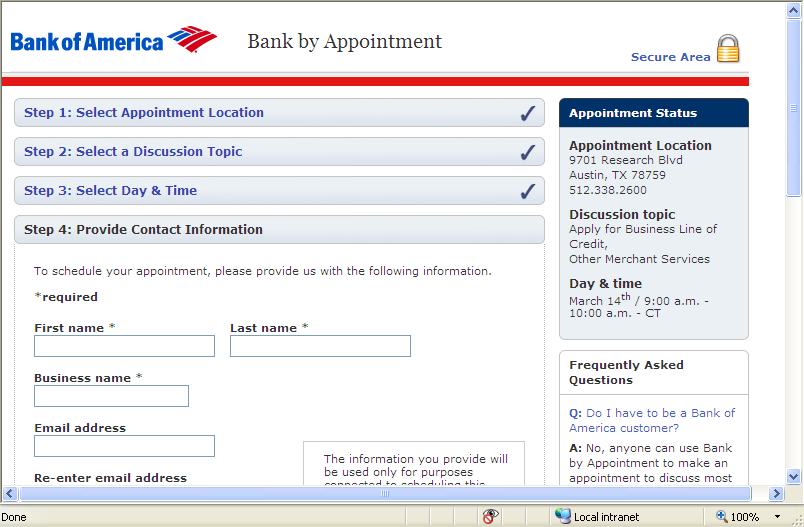 Bank of America
Bank by Appointment
Secure Area
Step 1: Select Appointment Location
Step 2: Select a Discussion Topic
Step 3: Select Day & Time
Step 4: Provide Contact Information
To schedule your appointment, please provide us with the following information.
*required
First name * Last name *
Business name *
Email address
Re-enter email address
The information you provide will
be used only for purposes
connected to scheduling this
Appointment Status
Appointment Location
9701 Research Blvd
Austin, TX 78759
512.338.2600
Discussion topic
Apply for Business Line of
Credit,
Other Merchant Services
Day & time
March 14th / 9:00 a.m. -
10:00 a.m. - CT
Frequently Asked
Questions
Q: Do I have to be a Bank of
America customer?
A: No, anyone can use Bank
by Appointment to make an
appointment to discuss most
Done
Local intranet
100%